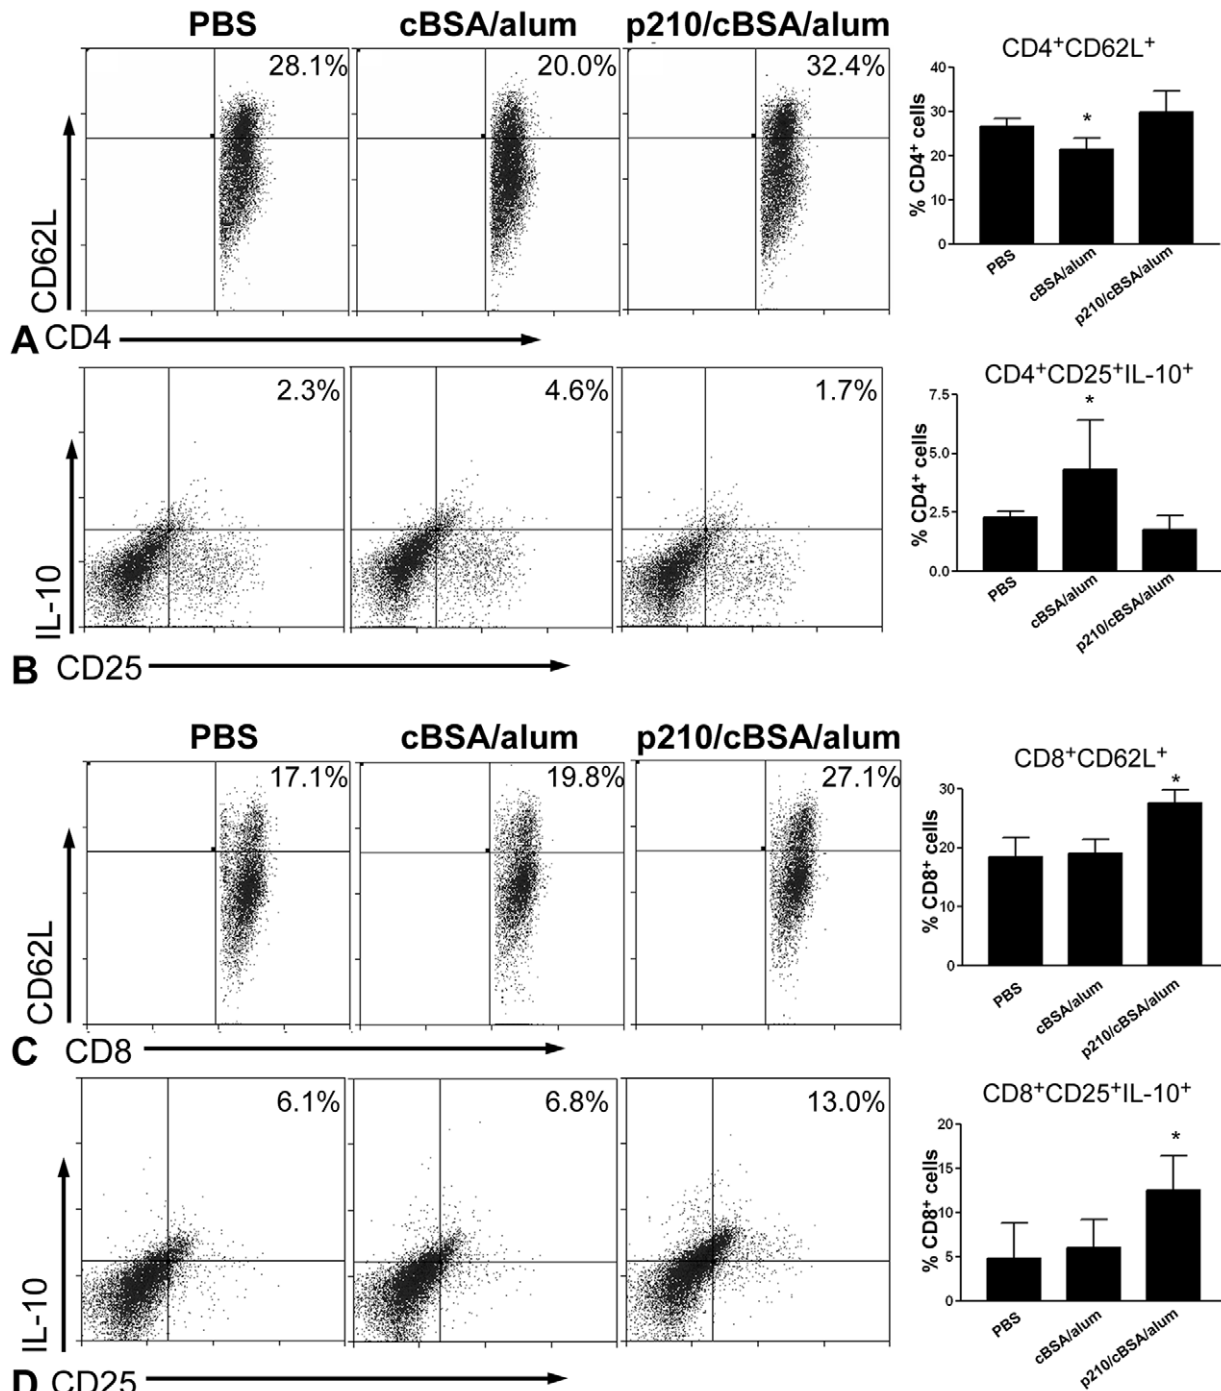 PBS cBSA/alum p210/cBSA/alum
28.1% 20.0% 32.4%
CD62L
A CD4
CD4+CD62L+
40
30
20
10
0
% CD4+ cells
*
PBS cBSA/alum p210/cBSA/alum
2.3% 4.6% 1.7%
IL-10
B CD25
CD4+CD25+IL-10+
7.5
5.0
2.5
0.0
% CD4+ cells
*
PBS cBSA/alum p210/cBSA/alum
PBS cBSA/alum p210/cBSA/alum
17.1% 19.8% 27.1%
CD62L
C CD8
CD8+CD62L+
30
20
10
0
% CD8+ cells
*
PBS cBSA/alum p210/cBSA/alum
6.1% 6.8% 13.0%
IL-10
D CD25
CD8+CD25+IL-10+
20
15
10
5
0
% CD8+ cells
*
PBS cBSA/alum p210/cBSA/alum